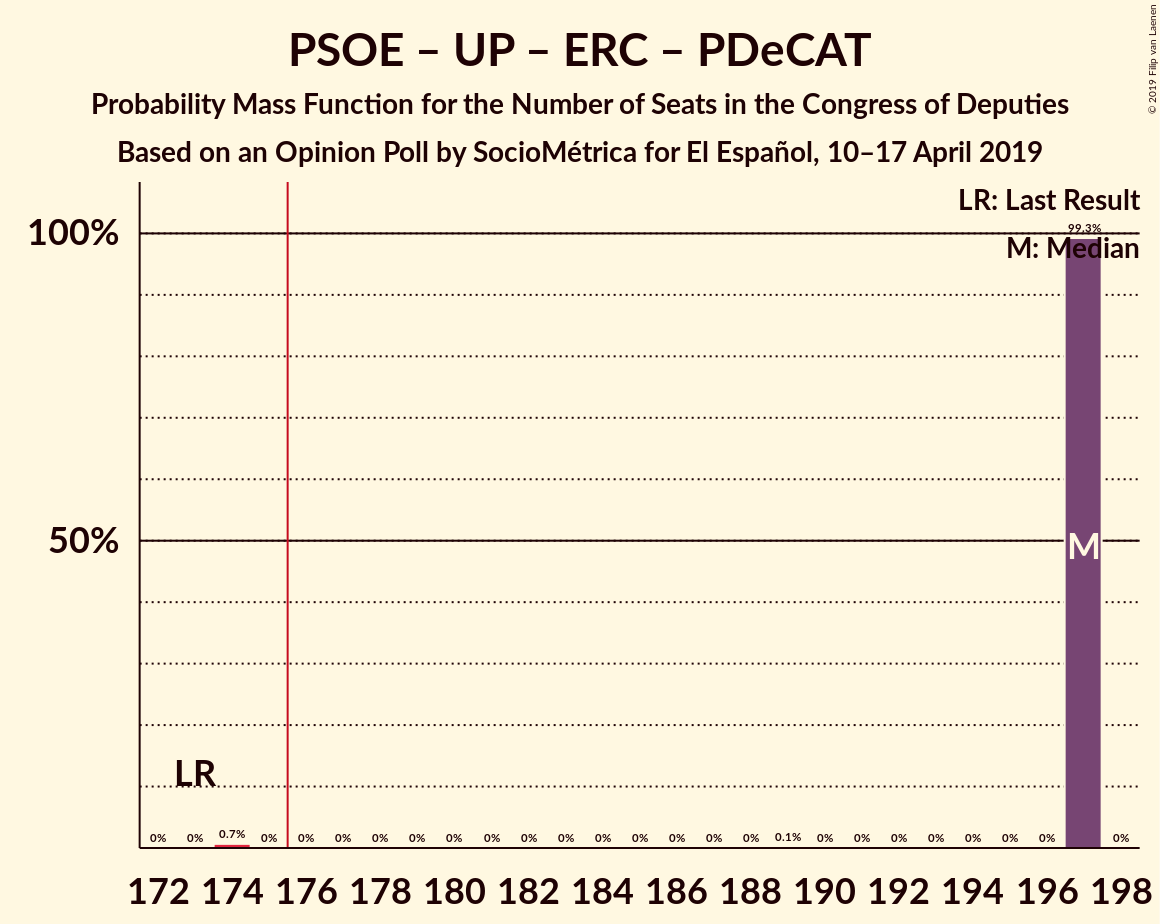 PSOE – UP – ERC – PDeCAT
Probability Mass Function for the Number of Seats in the Congress of Deputies
Based on an Opinion Poll by SocioMétrica for El Español, 10–17 April 2019
© 2019 Filip van Laenen
LR: Last Result
M: Median
100%
50%
99.3%
M
LR
0% 0% 0.7% 0% 0% 0% 0% 0% 0% 0% 0% 0% 0% 0% 0% 0% 0% 0.1% 0% 0% 0% 0% 0% 0% 0% 0%
172 174 176 178 180 182 184 186 188 190 192 194 196 198